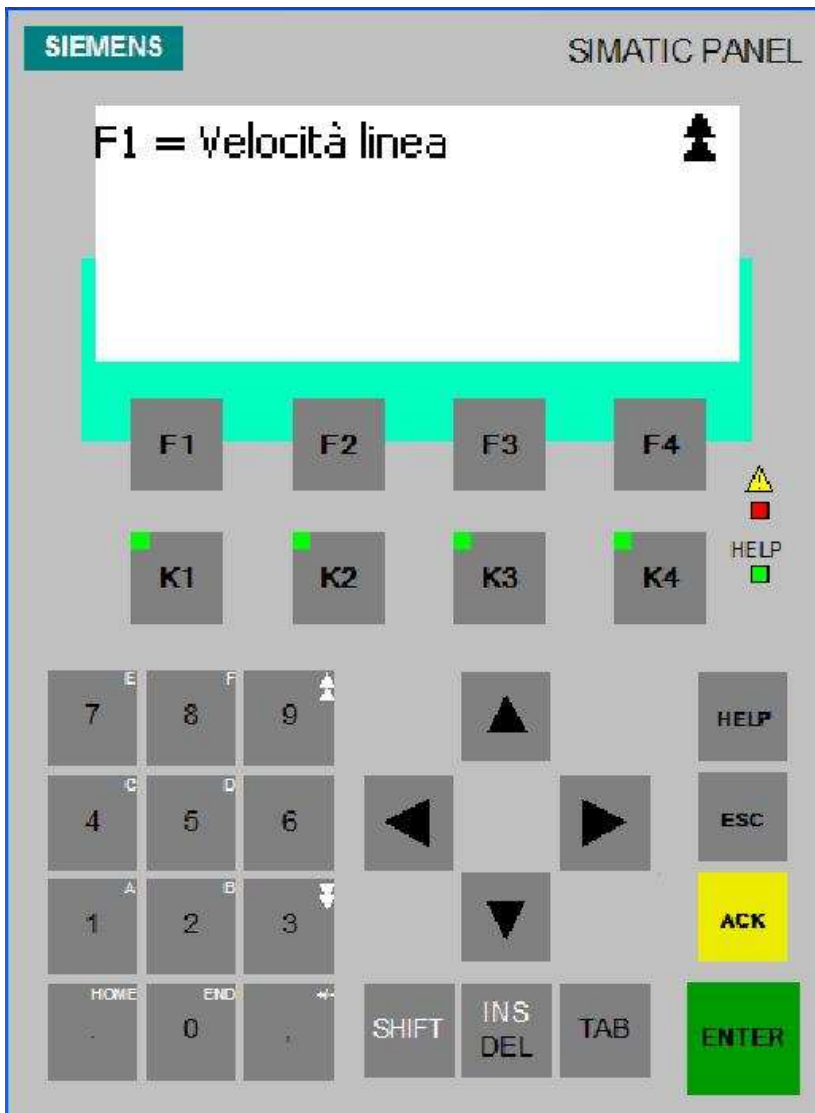 SIEMENS
SIMATIC PANEL
F1 = Velocità linea
F1 F2 F3 F4
HELP
K1 K2 K3 K4
E F
7 8 9
HELP
C D
4 5 6
ESC
A B
1 2 3
ACK
HOME END +/-
. 0 ,
SHIFT
INS
DEL
TAB
ENTER